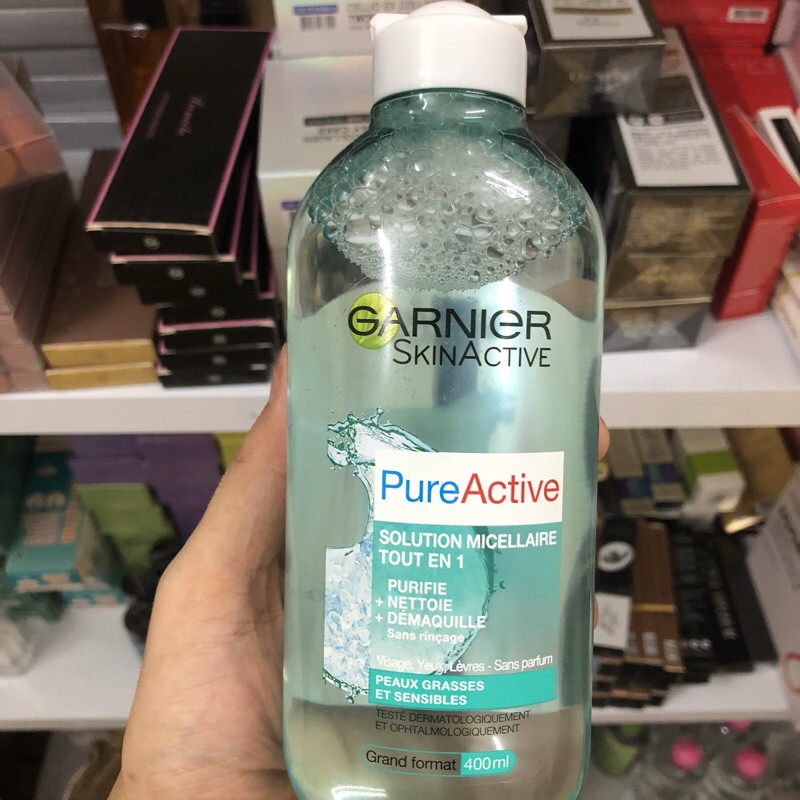 GARNIER
SKINACTIVE
PureActive
SOLUTION MICELLAIRE
TOUT EN 1
PURIFIE
+ NETTOIE
+ DÉMAQUILLE
Sans rinçage
Visage, Yeux, Lèvres - Sans parfum
PEAUX GRASSES
ET SENSIBLES
TESTÉ DERMATOLOGIQUEMENT
ET OPHTALMOLOGIQUEMENT
Grand format 400ml